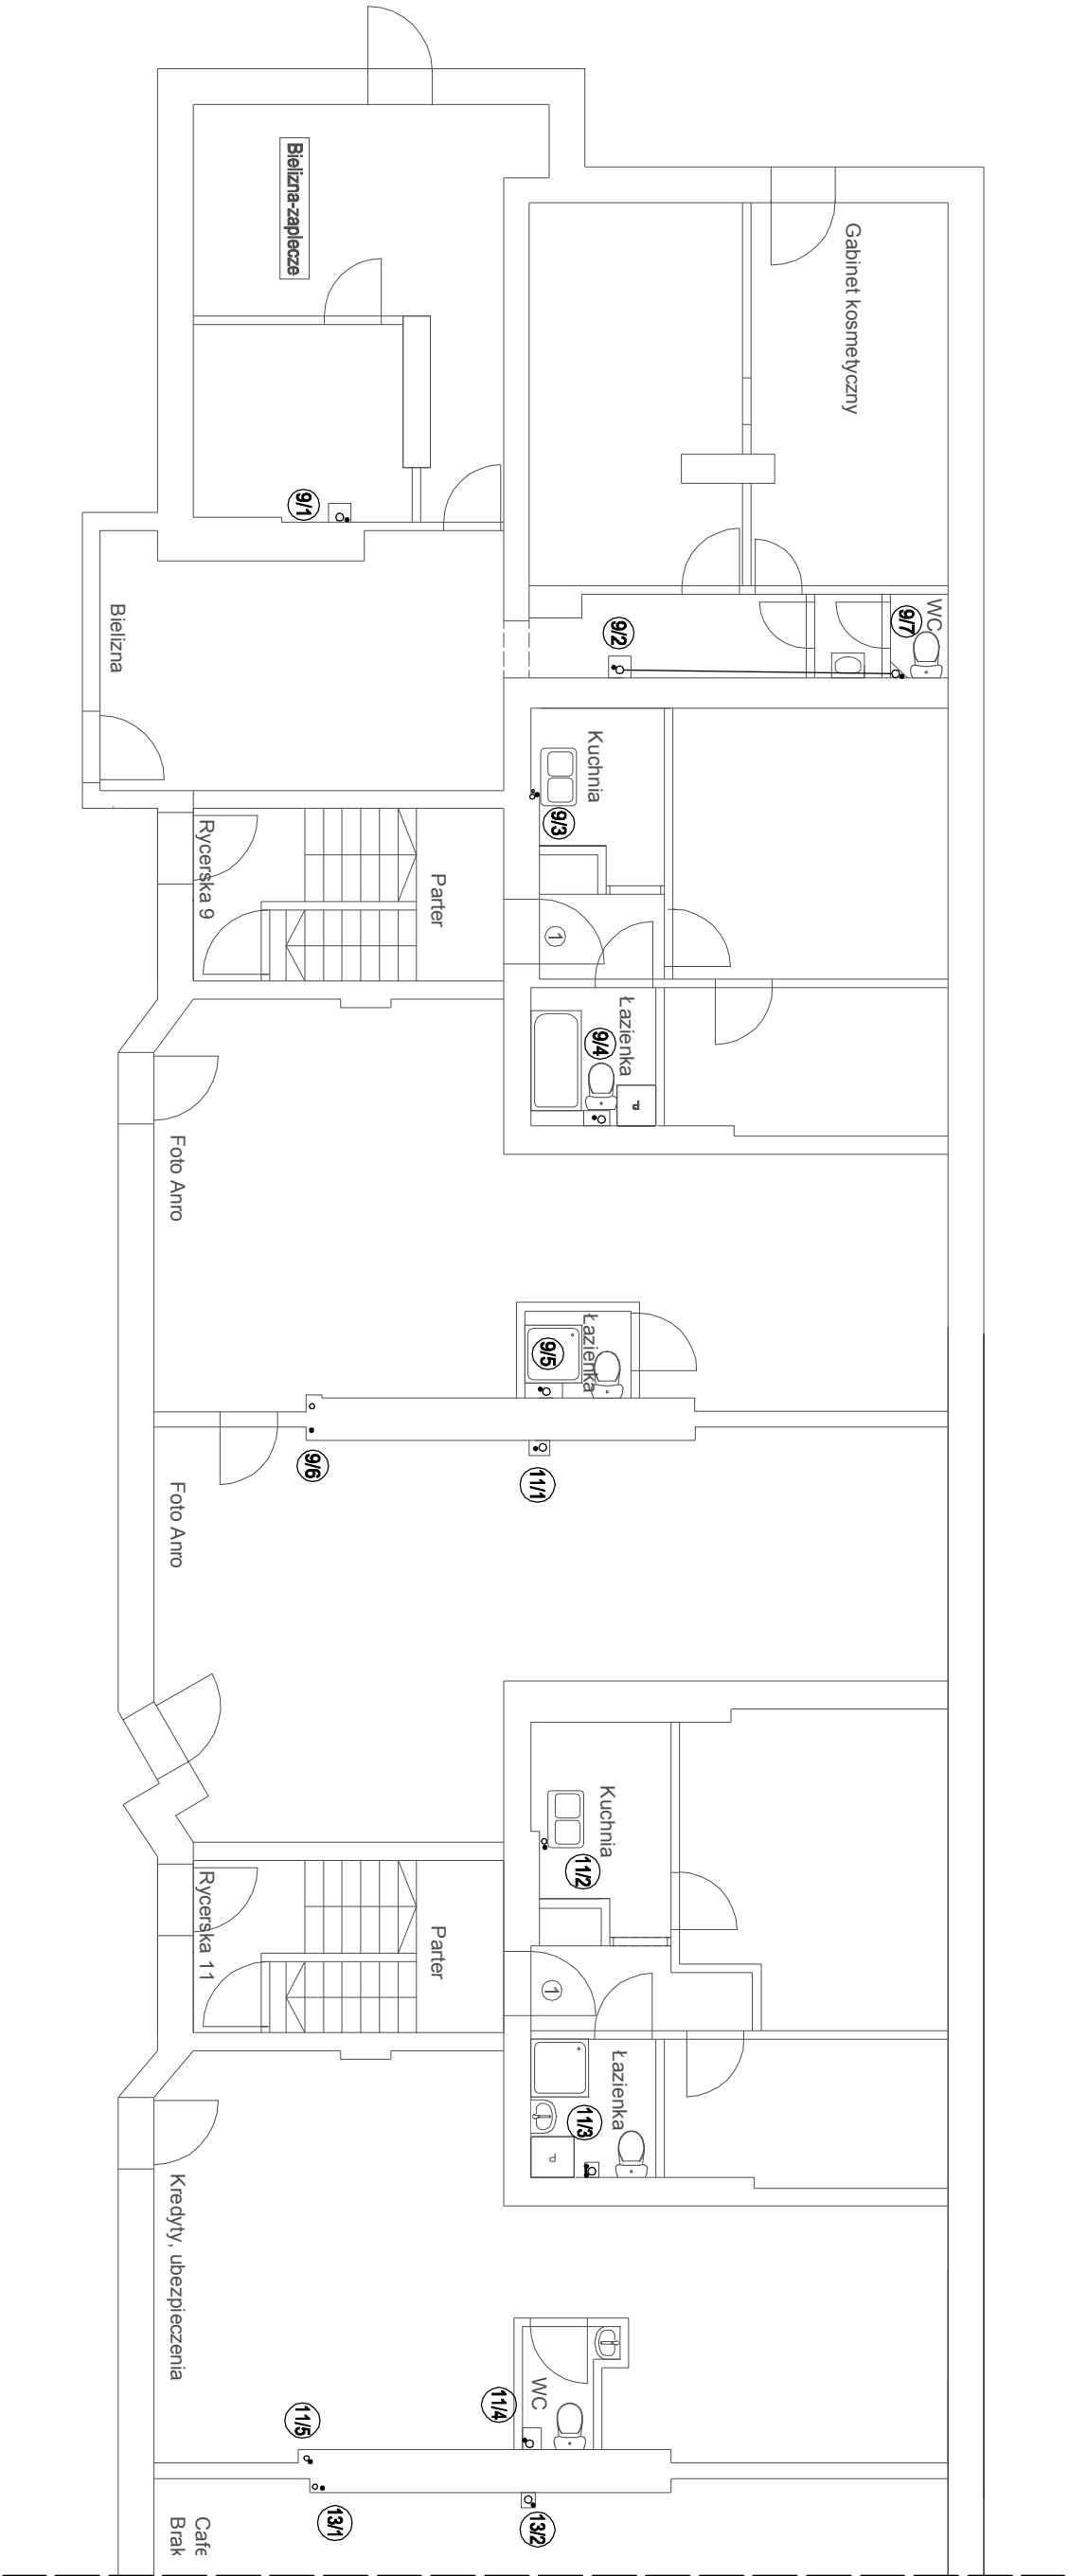 Bielizna-zaplecze
Gabinet kosmetyczny
9/1
Bielizna
9/2
9/7
WC
Kuchnia
9/3
Rycerska 9
Parter
1
Łazienka
9/4
P
Foto Anro
Łazienka
9/5
9/6
11/1
Foto Anro
Kuchnia
11/2
Rycerska 11
Parter
1
Łazienka
11/3
P
Kredyty, ubezpieczenia
WC
11/4
11/5
13/1
13/2
Cafe
Brak